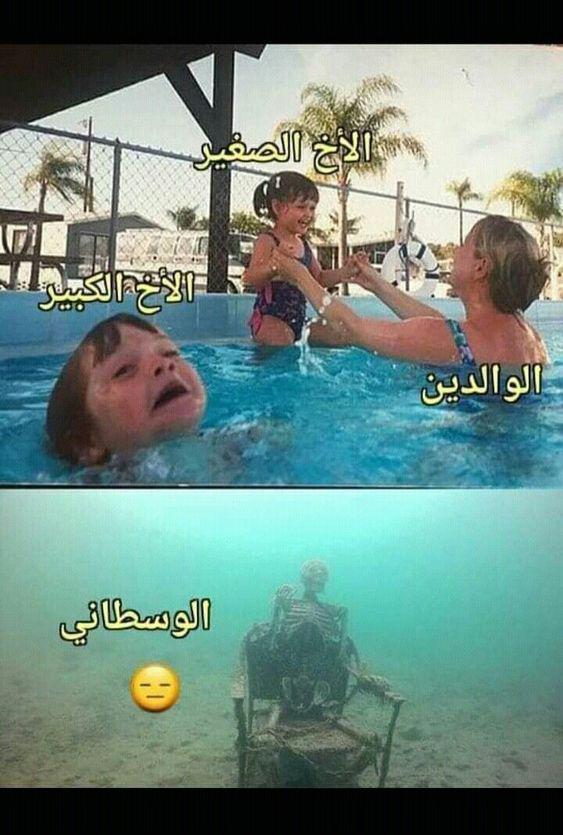 الأخ الصغير
الأخ الكبير
الوالدين
الوسطاني
😑